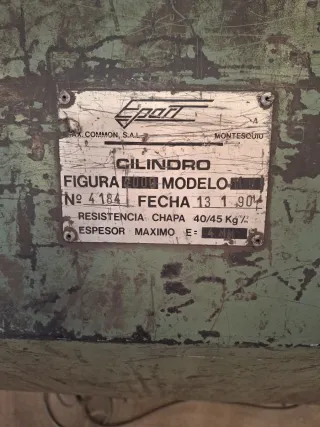 Epart
MAX. COMMON, S.A.L. MONTESQUIU
CILINDRO
FIGURA MODELO
Nº 4164 FECHA 13 1 90
RESISTENCIA CHAPA 40/45 Kg/
ESPESOR MAXIMO E=